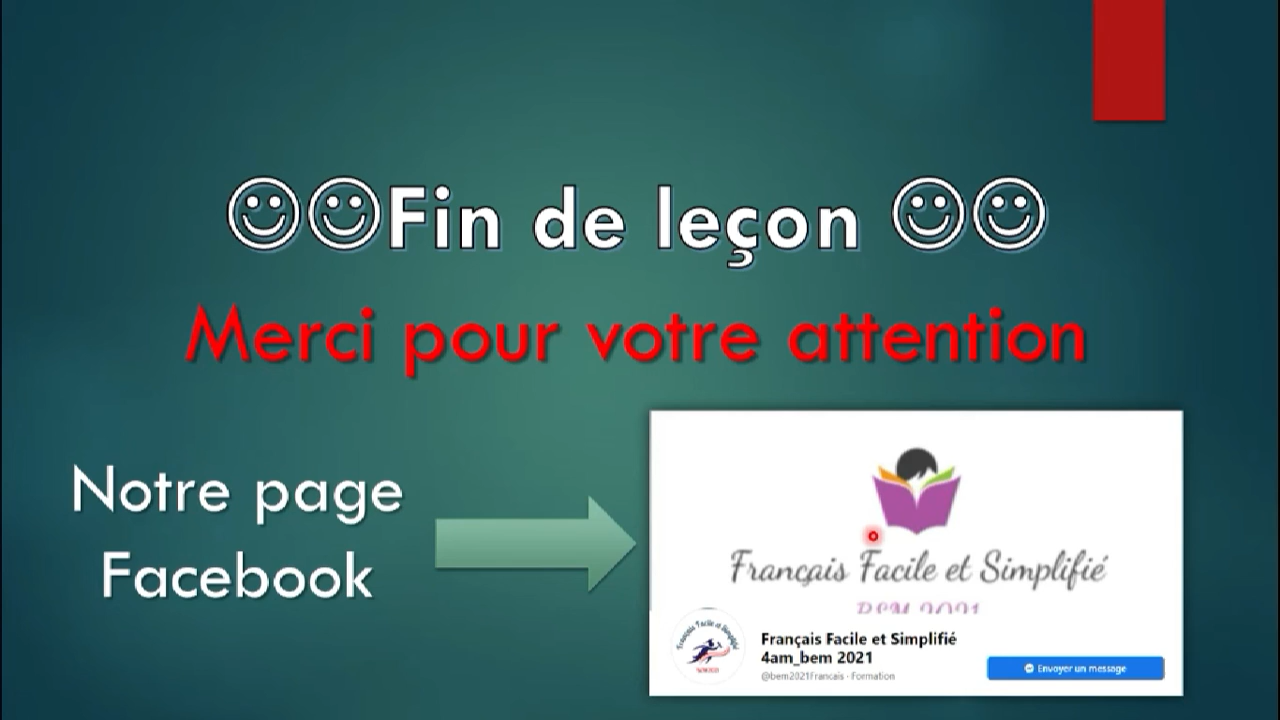 ☺☺Fin de leçon ☺☺
Merci pour votre attention
Notre page
Facebook
Français Facile et Simplifié
Français Facile et Simplifié
4am_bem 2021
@bem2021Francais · Formation
Envoyer un message